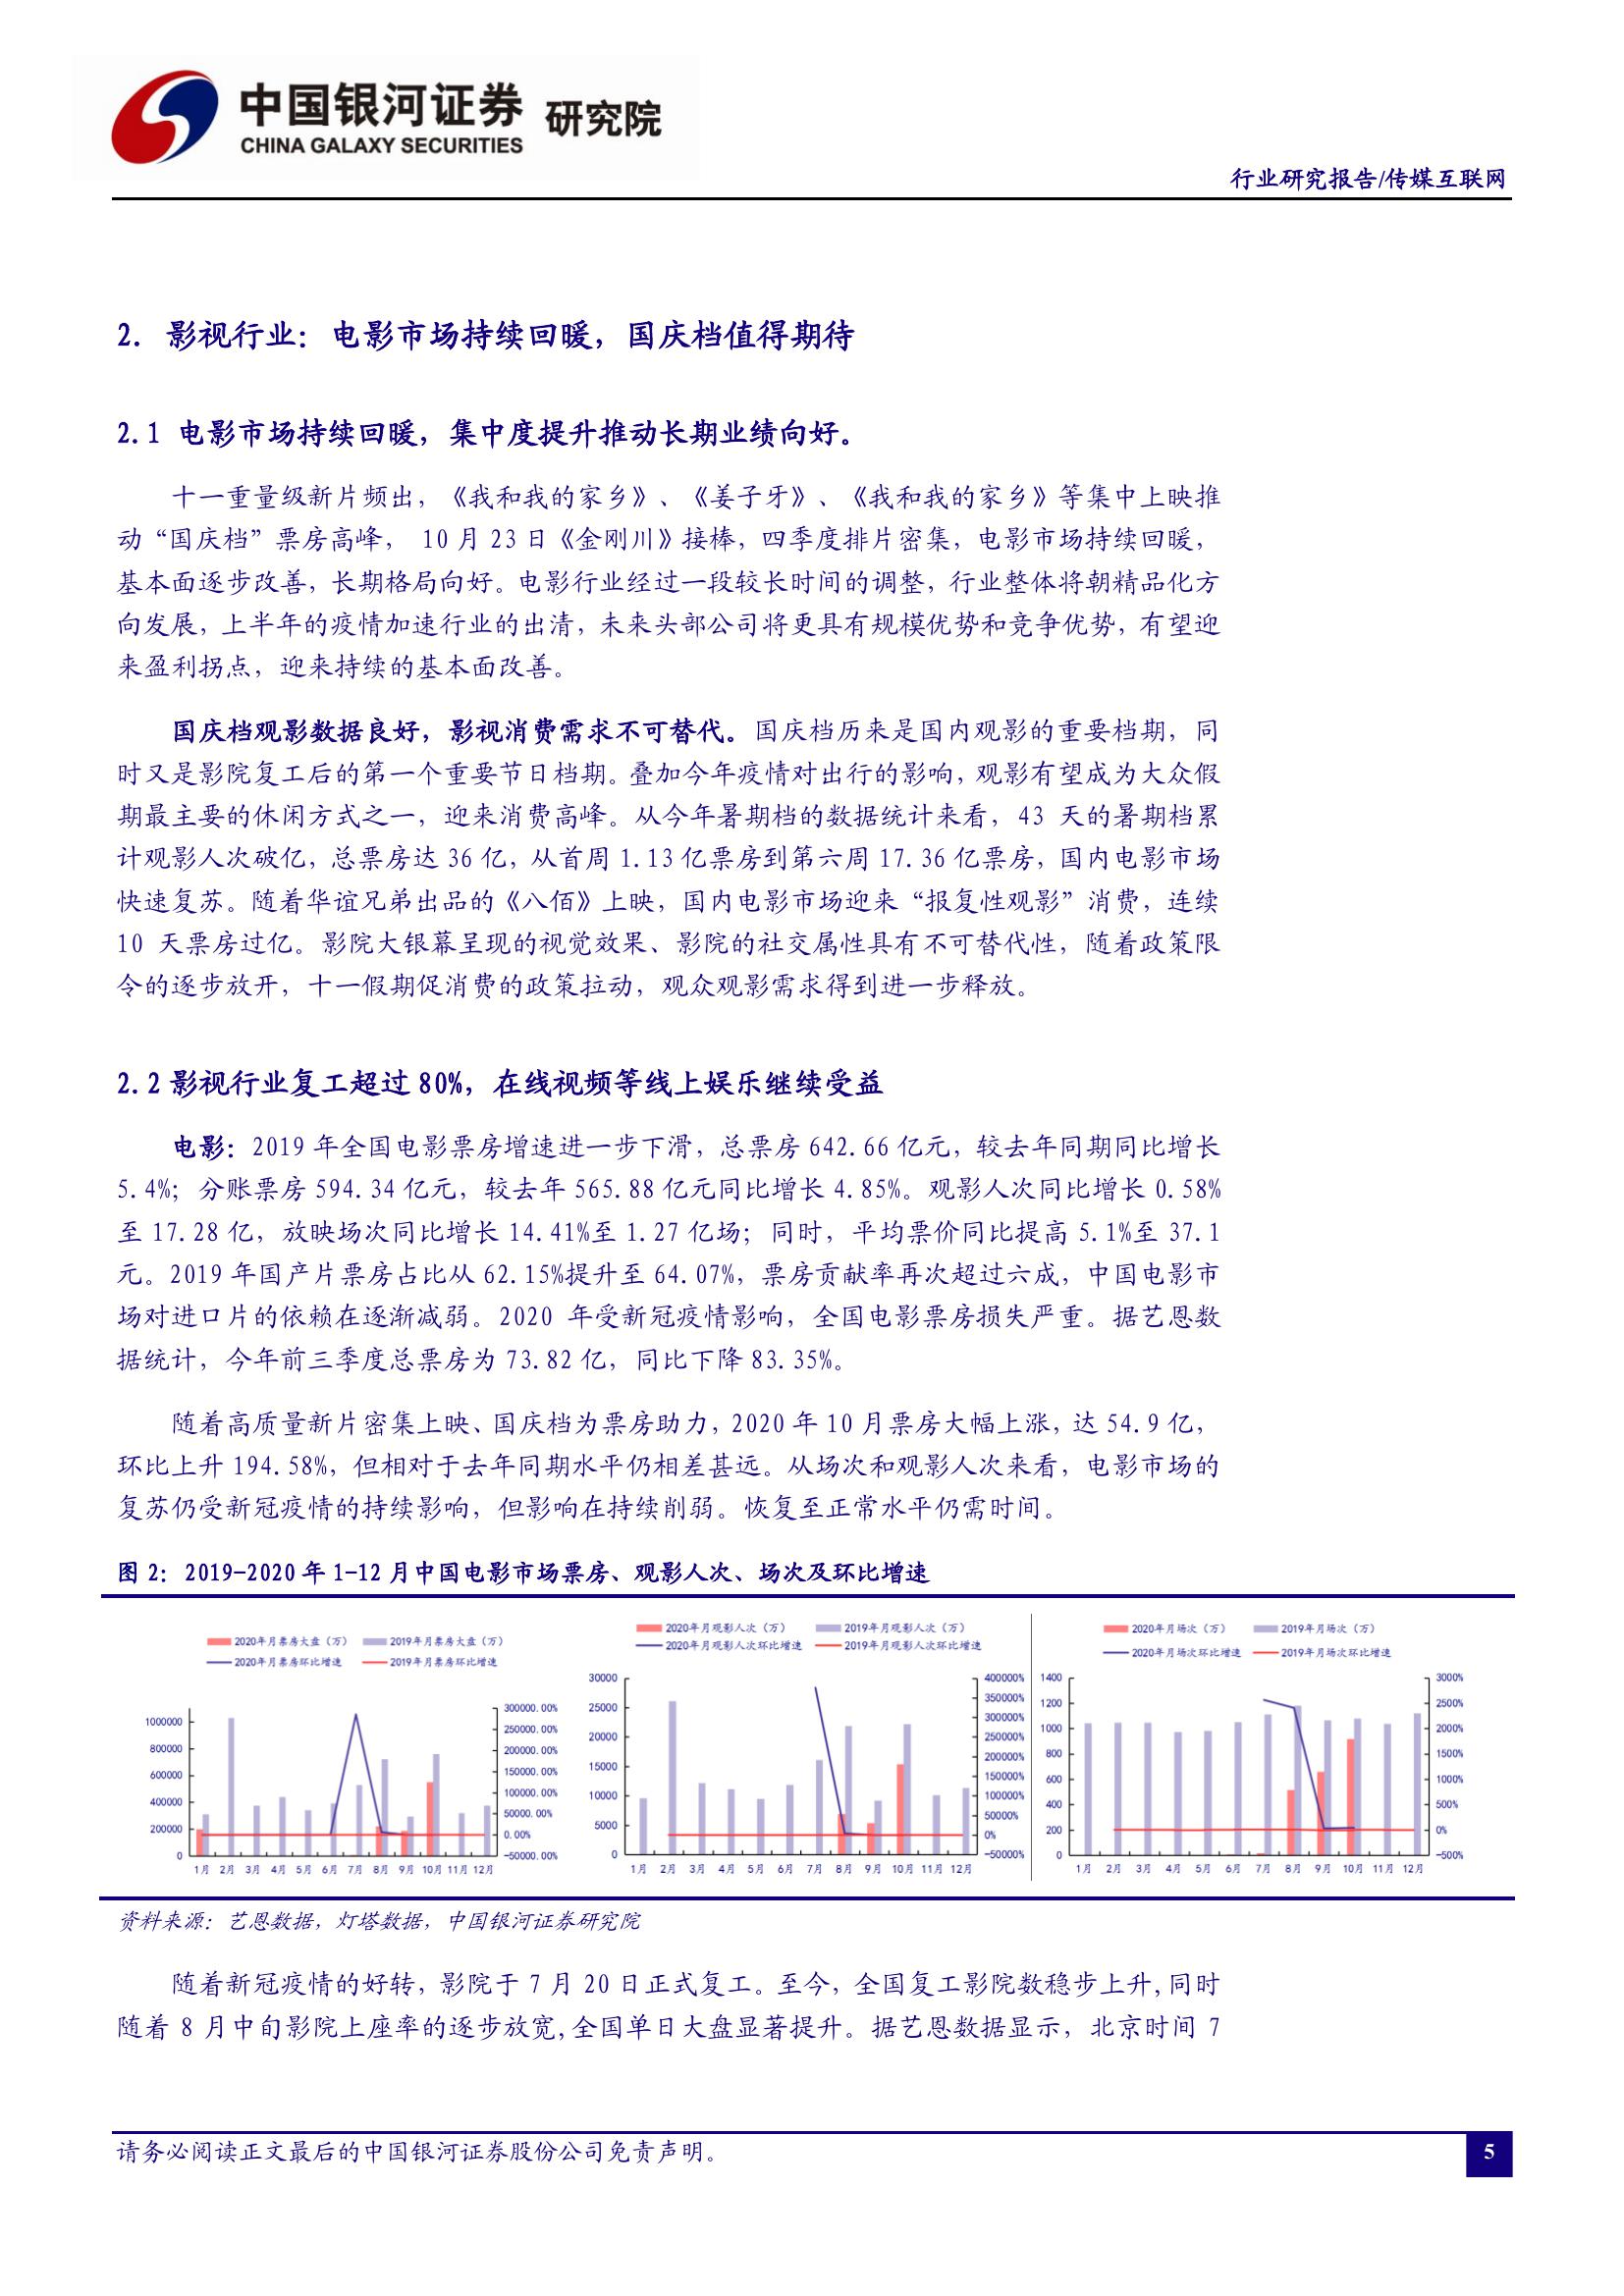 中国银河证券 研究院
CHINA GALAXY SECURITIES
行业研究报告/传媒互联网
2. 影视行业：电影市场持续回暖，国庆档值得期待
2.1 电影市场持续回暖，集中度提升推动长期业绩向好。
十一重量级新片频出，《我和我的家乡》、《姜子牙》、《我和我的家乡》等集中上映推
动“国庆档”票房高峰， 10 月 23 日《金刚川》接棒，四季度排片密集，电影市场持续回暖，
基本面逐步改善，长期格局向好。电影行业经过一段较长时间的调整，行业整体将朝精品化方
向发展，上半年的疫情加速行业的出清，未来头部公司将更具有规模优势和竞争优势，有望迎
来盈利拐点，迎来持续的基本面改善。
国庆档观影数据良好，影视消费需求不可替代。国庆档历来是国内观影的重要档期，同
时又是影院复工后的第一个重要节日档期。叠加今年疫情对出行的影响，观影有望成为大众假
期最主要的休闲方式之一，迎来消费高峰。从今年暑期档的数据统计来看，43 天的暑期档累
计观影人次破亿，总票房达 36 亿，从首周 1.13 亿票房到第六周 17.36 亿票房，国内电影市场
快速复苏。随着华谊兄弟出品的《八佰》上映，国内电影市场迎来“报复性观影”消费，连续
10 天票房过亿。影院大银幕呈现的视觉效果、影院的社交属性具有不可替代性，随着政策限
令的逐步放开，十一假期促消费的政策拉动，观众观影需求得到进一步释放。
2.2 影视行业复工超过 80%，在线视频等线上娱乐继续受益
电影：2019 年全国电影票房增速进一步下滑，总票房 642.66 亿元，较去年同期同比增长
5.4%；分账票房 594.34 亿元，较去年 565.88 亿元同比增长 4.85%。观影人次同比增长 0.58%
至 17.28 亿，放映场次同比增长 14.41%至 1.27 亿场；同时，平均票价同比提高 5.1%至 37.1
元。2019 年国产片票房占比从 62.15%提升至 64.07%，票房贡献率再次超过六成，中国电影市
场对进口片的依赖在逐渐减弱。2020 年受新冠疫情影响，全国电影票房损失严重。据艺恩数
据统计，今年前三季度总票房为 73.82 亿，同比下降 83.35%。
随着高质量新片密集上映、国庆档为票房助力，2020 年 10 月票房大幅上涨，达 54.9 亿，
环比上升 194.58%，但相对于去年同期水平仍相差甚远。从场次和观影人次来看，电影市场的
复苏仍受新冠疫情的持续影响，但影响在持续削弱。恢复至正常水平仍需时间。
图 2：2019-2020 年 1-12 月中国电影市场票房、观影人次、场次及环比增速
2020年月票房大盘（万） 2019年月票房大盘（万）
2020年月票房环比增速 2019年月票房环比增速
1000000
800000
600000
400000
200000
0
300000.00%
250000.00%
200000.00%
150000.00%
100000.00%
50000.00%
0.00%
-50000.00%
1月 2月 3月 4月 5月 6月 7月 8月 9月 10月 11月 12月
2020年月观影人次（万） 2019年月观影人次（万）
2020年月观影人次环比增速 2019年月观影人次环比增速
30000
25000
20000
15000
10000
5000
0
400000%
350000%
300000%
250000%
200000%
150000%
100000%
50000%
0%
-50000%
1月 2月 3月 4月 5月 6月 7月 8月 9月 10月 11月 12月
2020年月场次（万） 2019年月场次（万）
2020年月场次环比增速 2019年月场次环比增速
1400
1200
1000
800
600
400
200
0
3000%
2500%
2000%
1500%
1000%
500%
0%
-500%
1月 2月 3月 4月 5月 6月 7月 8月 9月 10月 11月 12月
资料来源：艺恩数据，灯塔数据，中国银河证券研究院
随着新冠疫情的好转，影院于 7 月 20 日正式复工。至今，全国复工影院数稳步上升,同时
随着 8 月中旬影院上座率的逐步放宽,全国单日大盘显著提升。据艺恩数据显示，北京时间 7
请务必阅读正文最后的中国银河证券股份公司免责声明。
5